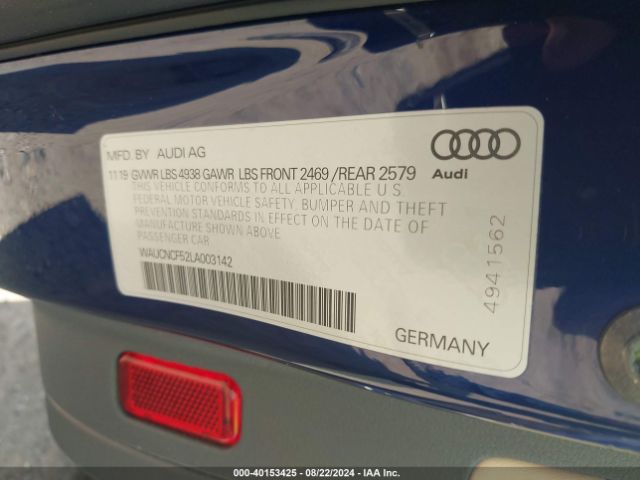 MFD. BY AUDI AG
11 19 GVWR LBS 4938 GAWR LBS FRONT 2469 /REAR 2579
THIS VEHICLE CONFORMS TO ALL APPLICABLE U S
FEDERAL MOTOR VEHICLE SAFETY, BUMPER AND THEFT
PREVENTION STANDARDS IN EFFECT ON THE DATE OF
MANUFACTURE SHOWN ABOVE
PASSENGER CAR
WAUCNCF52LA003142
Audi
4941562
GERMANY
000-40153425 - 08/22/2024 - IAA Inc.